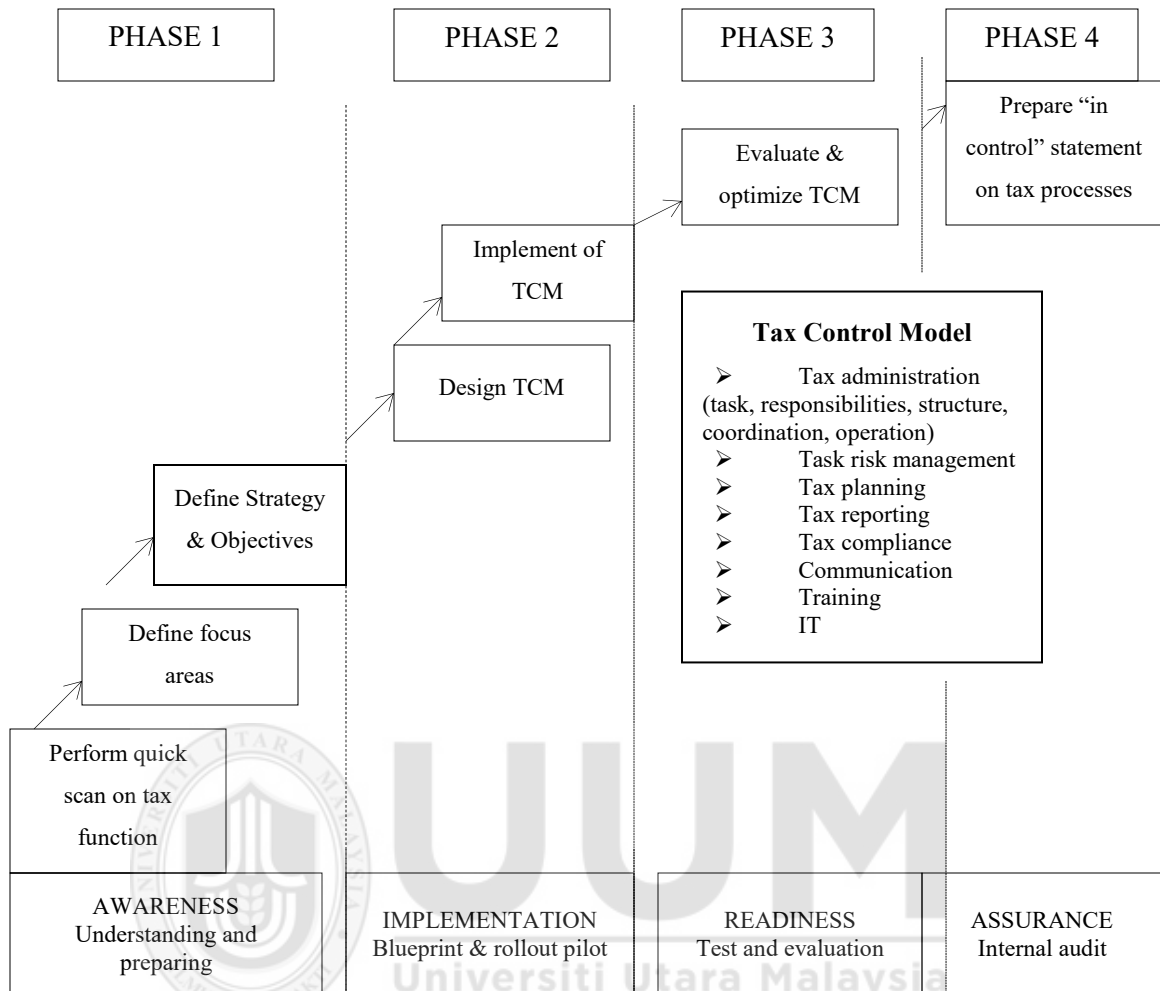 PHASE 1
PHASE 2
PHASE 3
PHASE 4
Prepare “in
control” statement
on tax processes
Evaluate &
optimize TCM
Implement of
TCM
Design TCM
Define Strategy
& Objectives
Define focus
areas
Perform quick
scan on tax
function
Tax Control Model
➢ Tax administration
(task, responsibilities, structure,
coordination, operation)
➢ Task risk management
➢ Tax planning
➢ Tax reporting
➢ Tax compliance
➢ Communication
➢ Training
➢ IT
AWARENESS
Understanding and
preparing
IMPLEMENTATION
Blueprint & rollout pilot
READINESS
Test and evaluation
ASSURANCE
Internal audit
UUM
Universiti Utara Malaysia
UNIVERSITI UTARA MALAYSIA